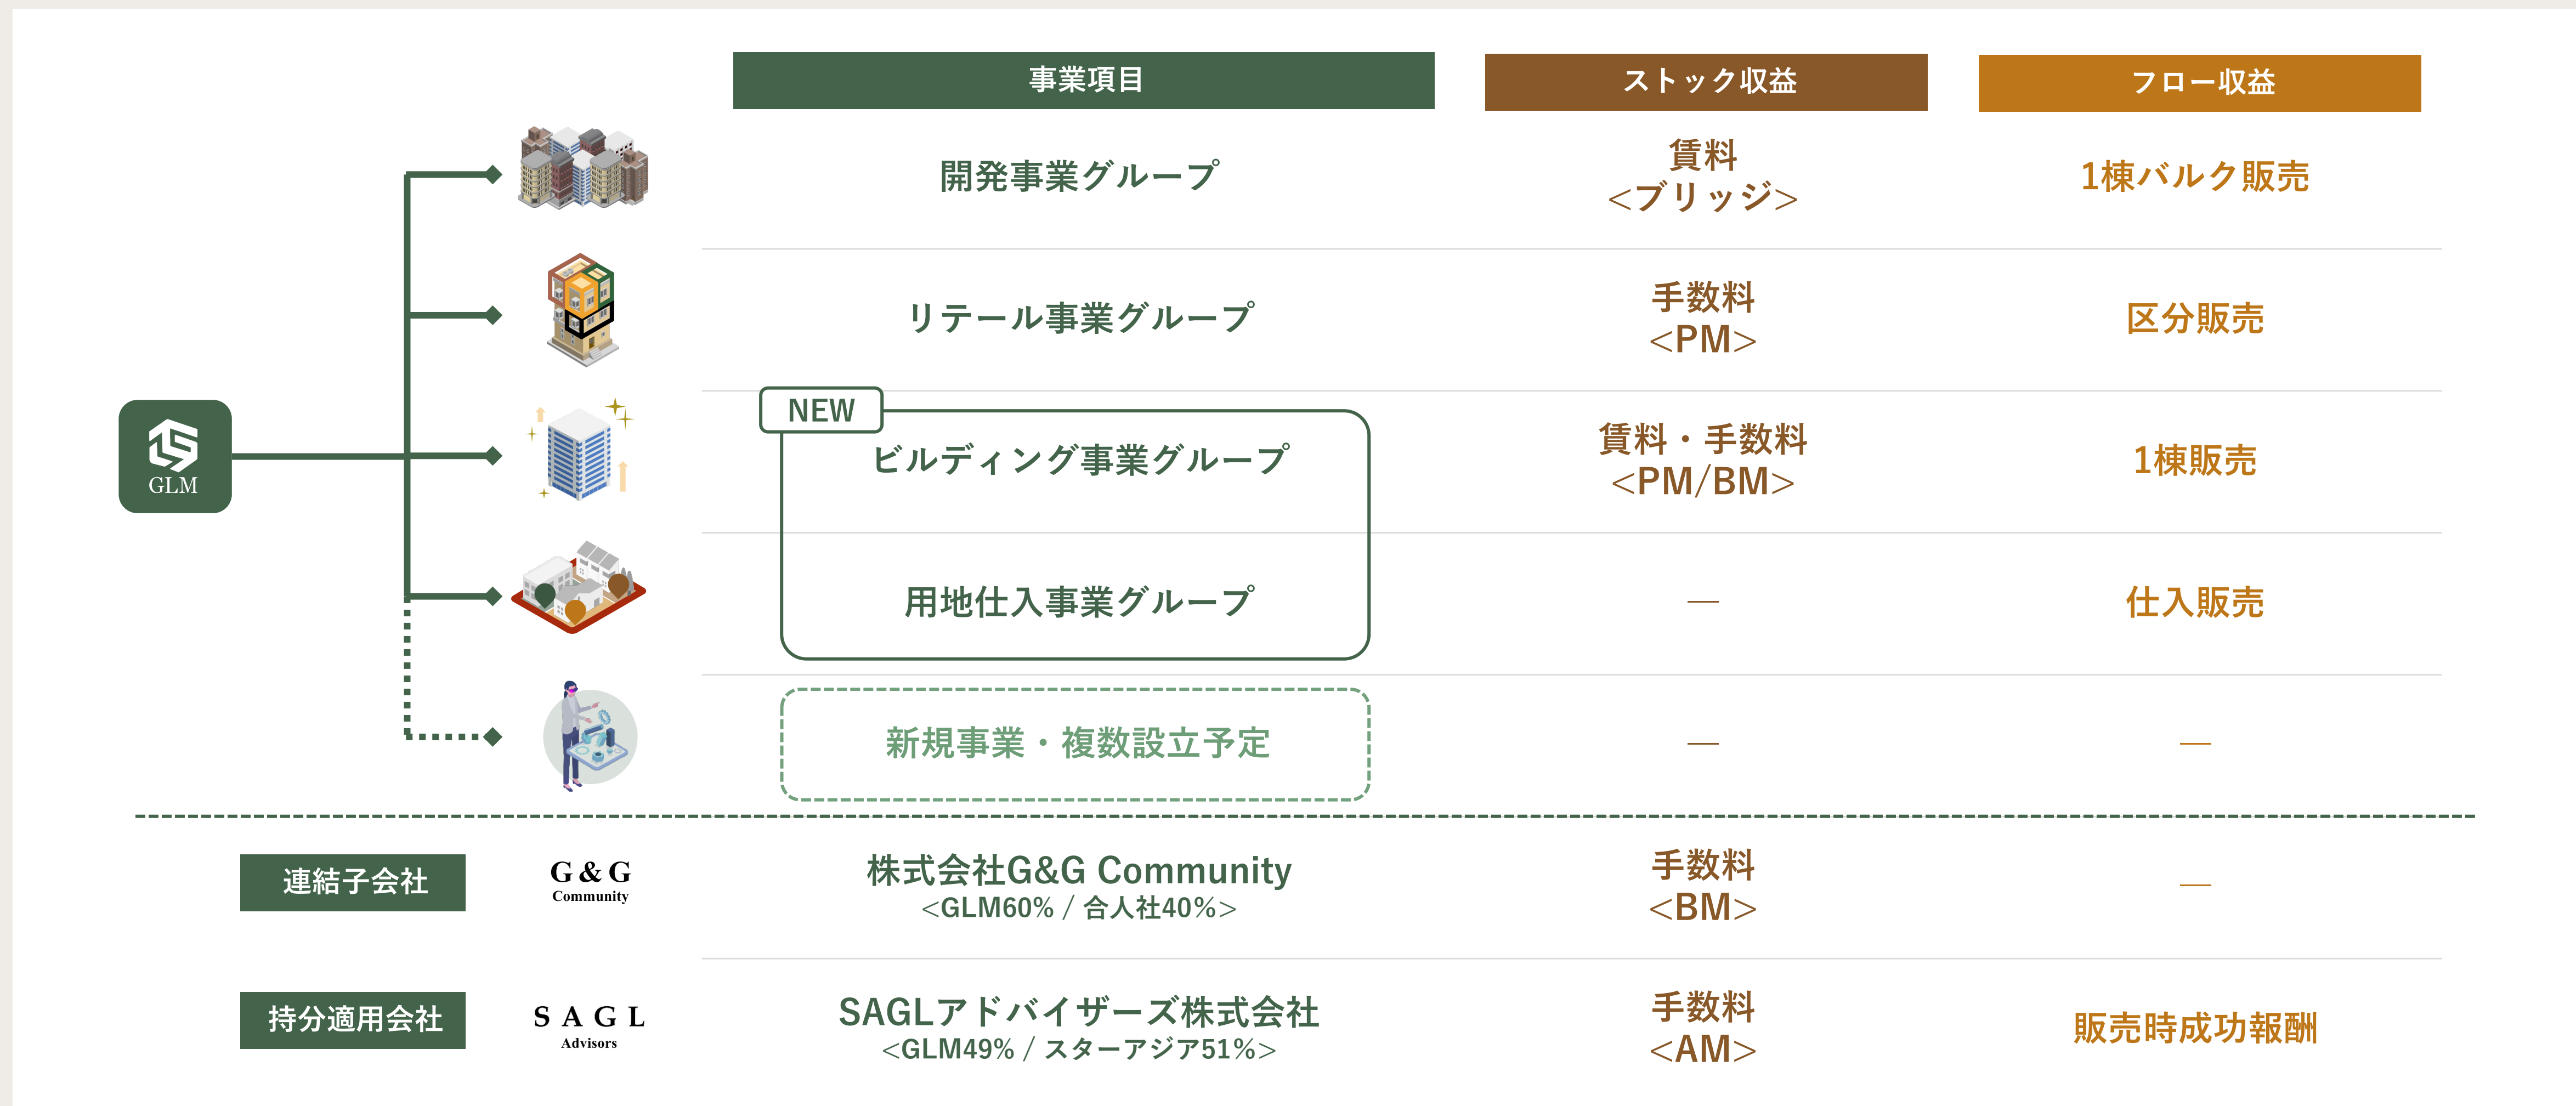 事業項目
ストック収益
フロー収益
開発事業グループ
賃料
<ブリッジ>
1棟バルク販売
リテール事業グループ
手数料
<PM>
区分販売
NEW
ビルディング事業グループ
賃料・手数料
<PM/BM>
1棟販売
GLM
用地仕入事業グループ
—
仕入販売
新規事業・複数設立予定
—
—
連結子会社
G&G
Community
株式会社G&G Community
<GLM60% / 合人社40%>
手数料
<BM>
—
持分適用会社
SAGL
Advisors
SAGLアドバイザーズ株式会社
<GLM49% / スターアジア51%>
手数料
<AM>
販売時成功報酬